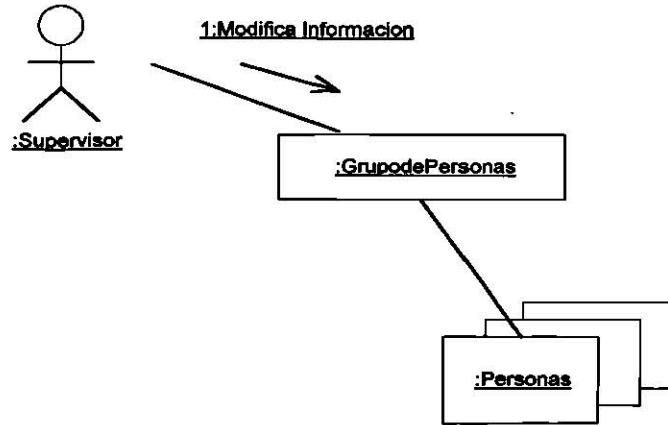 1:Modifica Informacion
:Supervisor
:GrupodePersonas
:Personas